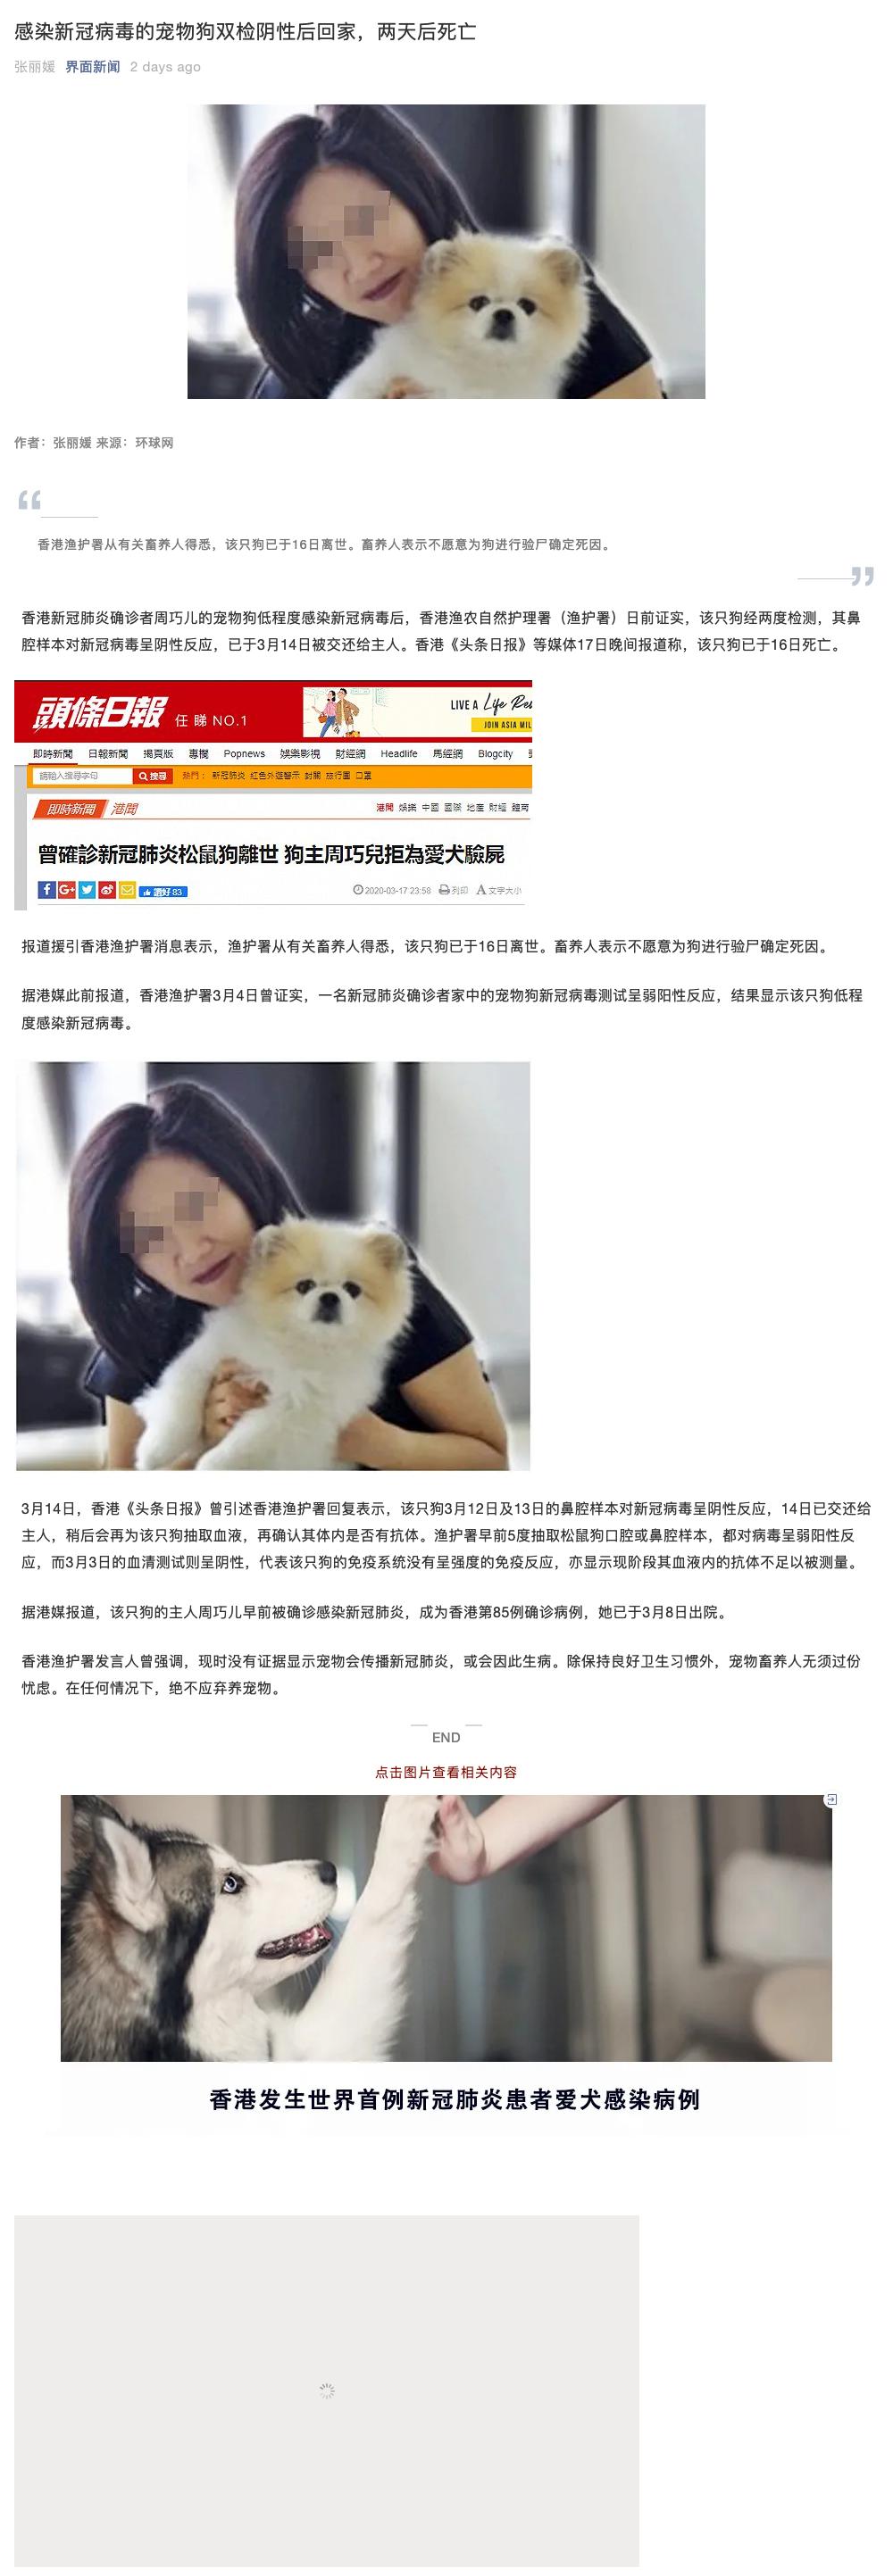 感染新冠病毒的宠物狗双检阴性后回家，两天后死亡
张丽媛 界面新闻 2 days ago
作者：张丽媛 来源：环球网
“
香港渔护署从有关畜养人得悉，该只狗已于16日离世。畜养人表示不愿意为狗进行验尸确定死因。
”
香港新冠肺炎确诊者周巧儿的宠物狗低程度感染新冠病毒后，香港渔农自然护理署（渔护署）日前证实，该只狗经两度检测，其鼻
腔样本对新冠病毒呈阴性反应，已于3月14日被交还给主人。香港《头条日报》等媒体17日晚间报道称，该只狗已于16日死亡。
頭條日報 任睇 NO.1
LIVE A Life
JOIN ASIA MIL
即時新聞 日報新聞 揭頁版 專欄 Popnews 娛樂影視 財經網 Headlife 馬經網 Blogcity
請輸入搜尋字句 搜尋 熱門： 新冠肺炎 紅色外遊警示 封關 旅行團 口罩
即時新聞 港聞 港聞 娛樂 中國 國際 地產 財經 體育
曾確診新冠肺炎松鼠狗離世 狗主周巧兒拒為愛犬驗屍
f G+ 讚好 83 2020-03-17 23:58 列印 A 文字大小
报道援引香港渔护署消息表示，渔护署从有关畜养人得悉，该只狗已于16日离世。畜养人表示不愿意为狗进行验尸确定死因。
据港媒此前报道，香港渔护署3月4日曾证实，一名新冠肺炎确诊者家中的宠物狗新冠病毒测试呈弱阳性反应，结果显示该只狗低程
度感染新冠病毒。
3月14日，香港《头条日报》曾引述香港渔护署回复表示，该只狗3月12日及13日的鼻腔样本对新冠病毒呈阴性反应，14日已交还给
主人，稍后会再为该只狗抽取血液，再确认其体内是否有抗体。渔护署早前5度抽取松鼠狗口腔或鼻腔样本，都对病毒呈弱阳性反
应，而3月3日的血清测试则呈阴性，代表该只狗的免疫系统没有呈强度的免疫反应，亦显示现阶段其血液内的抗体不足以被测量。
据港媒报道，该只狗的主人周巧儿早前被确诊感染新冠肺炎，成为香港第85例确诊病例，她已于3月8日出院。
香港渔护署发言人曾强调，现时没有证据显示宠物会传播新冠肺炎，或会因此生病。除保持良好卫生习惯外，宠物畜养人无须过份
忧虑。在任何情况下，绝不应弃养宠物。
END
点击图片查看相关内容
香港发生世界首例新冠肺炎患者爱犬感染病例